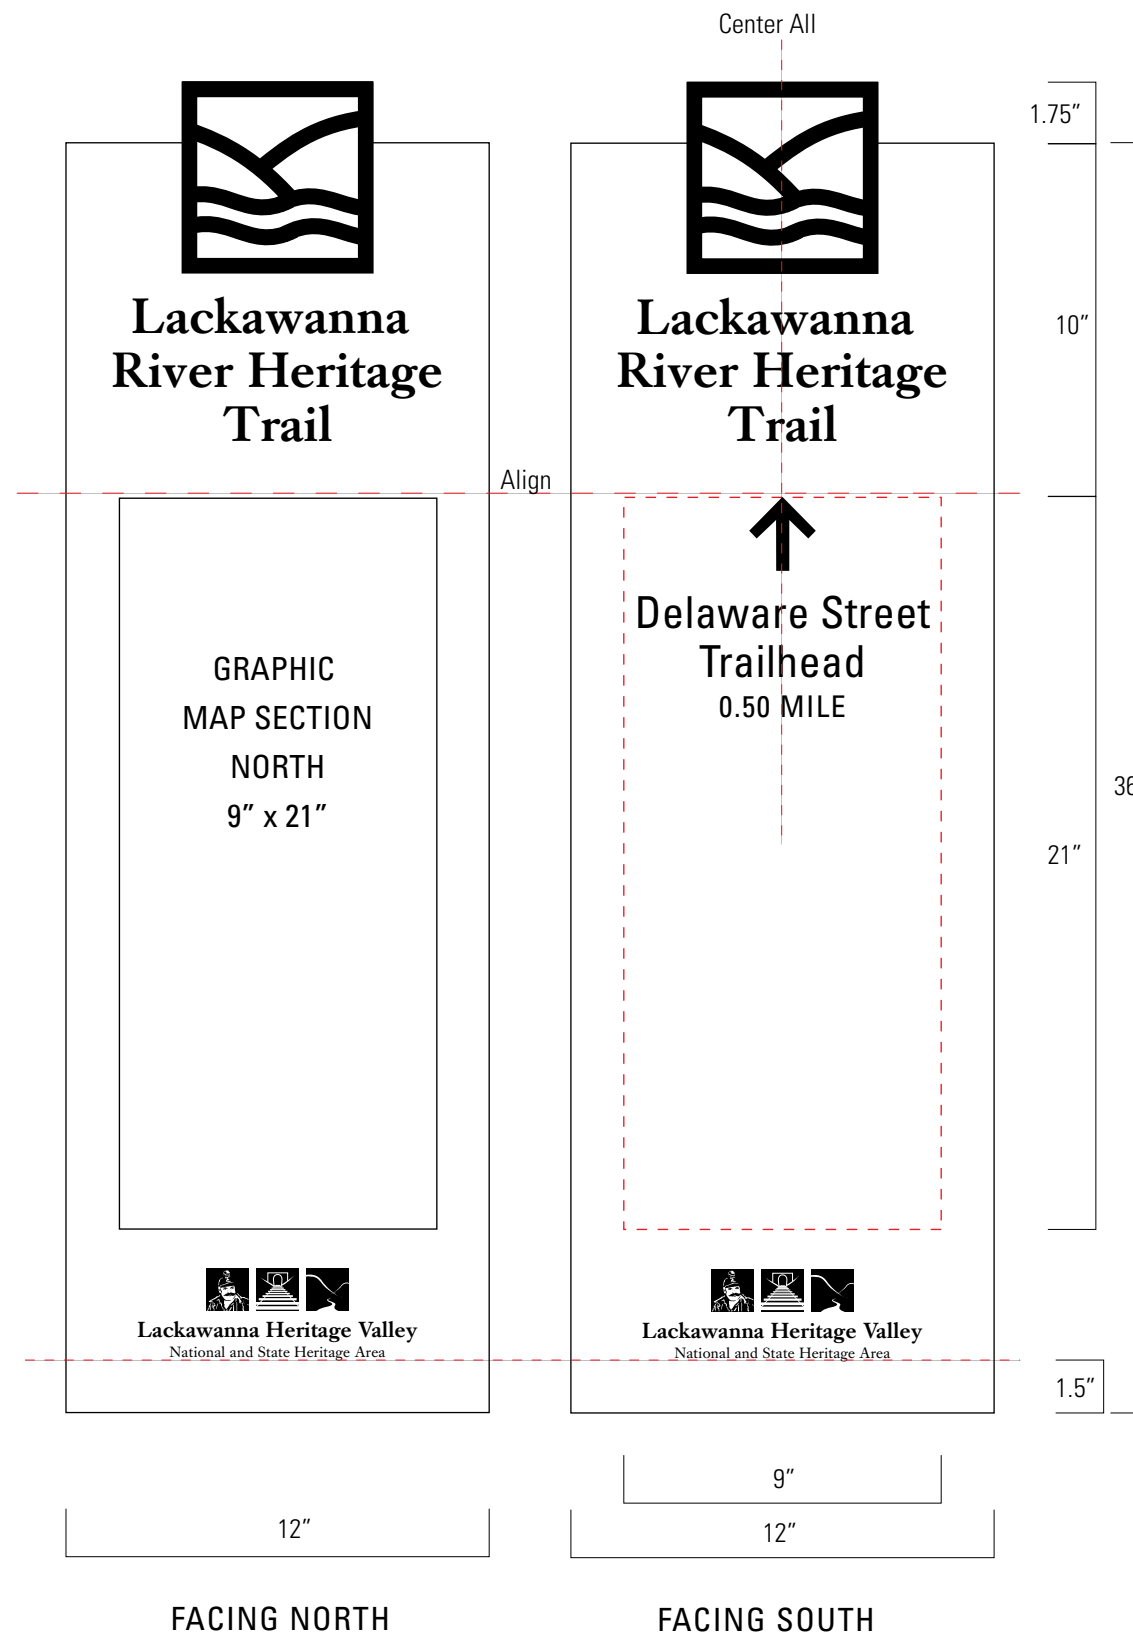 Center All
1.75”
Lackawanna
River Heritage
Trail
Lackawanna
River Heritage
Trail
10”
Align
Delaware Street
Trailhead
0.50 MILE
GRAPHIC
MAP SECTION
NORTH
9” x 21”
36
21”
Lackawanna Heritage Valley
National and State Heritage Area
Lackawanna Heritage Valley
National and State Heritage Area
1.5”
9”
12”
12”
FACING NORTH
FACING SOUTH